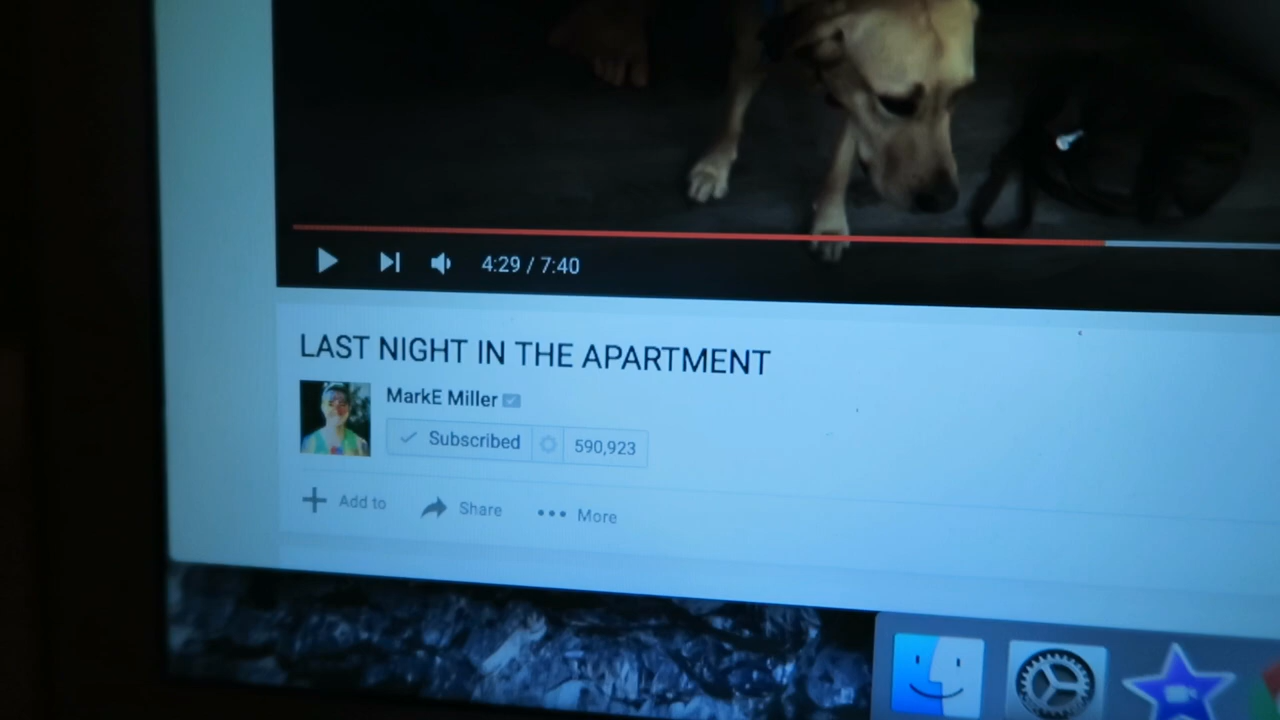 4:29 / 7:40
LAST NIGHT IN THE APARTMENT
MarkE Miller
Subscribed 590,923
Add to Share More